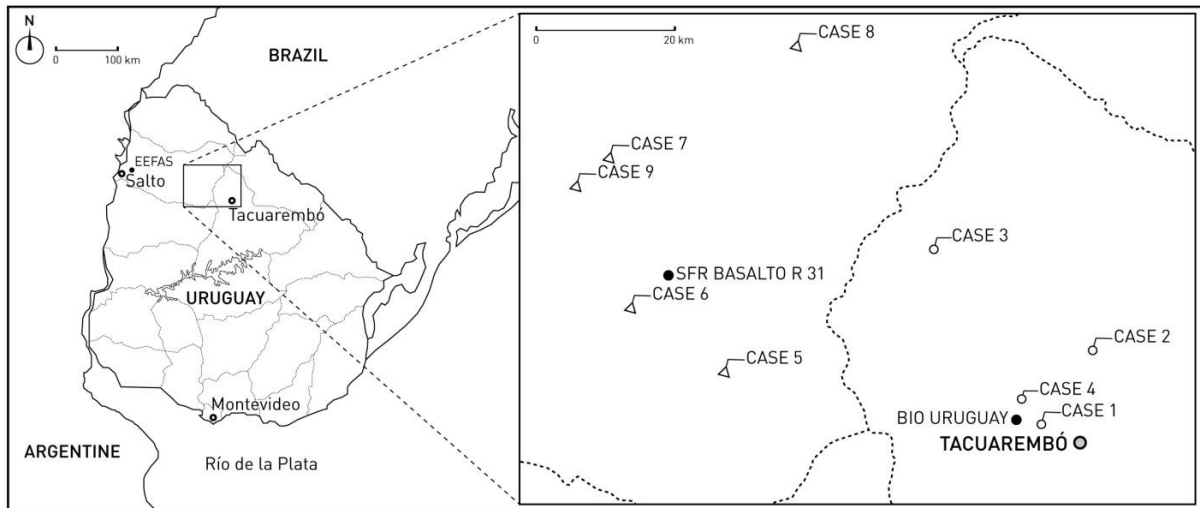 N
0 100 km
BRAZIL
EEFAS
Salto
Tacuarembó
URUGUAY
Montevideo
ARGENTINE
Río de la Plata
0 20 km
CASE 8
CASE 7
CASE 9
CASE 3
SFR BASALTO R 31
CASE 6
CASE 2
CASE 5
CASE 4
BIO URUGUAY
CASE 1
TACUAREMBÓ